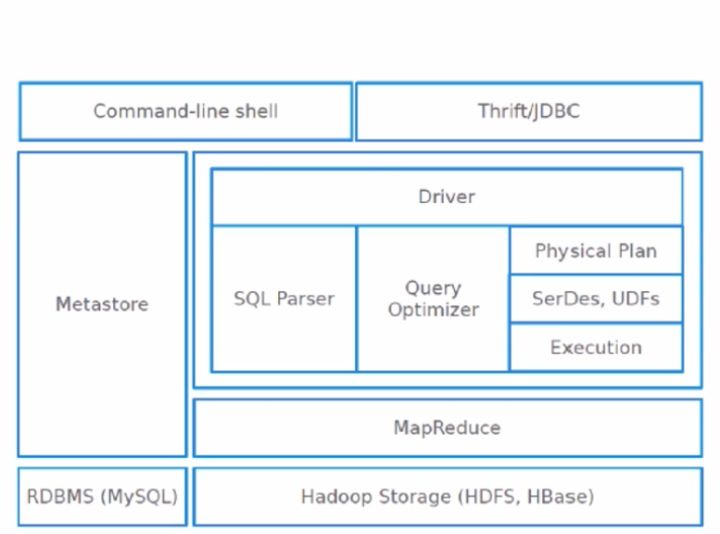 Command-line shell
Thrift/JDBC
Metastore
Driver
SQL Parser
Query
Optimizer
Physical Plan
SerDes, UDFs
Execution
MapReduce
RDBMS (MySQL)
Hadoop Storage (HDFS, HBase)